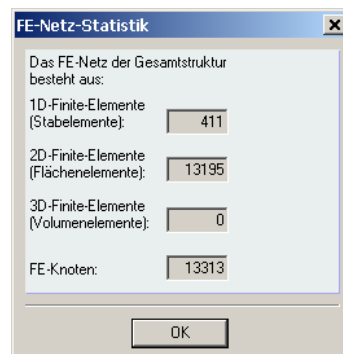 FE-Netz-Statistik
Das FE-Netz der Gesamtstruktur
besteht aus:
1D-Finite-Elemente
(Stabelemente): 411
2D-Finite-Elemente
(Flächenelemente): 13195
3D-Finite-Elemente
(Volumenelemente): 0
FE-Knoten: 13313
OK